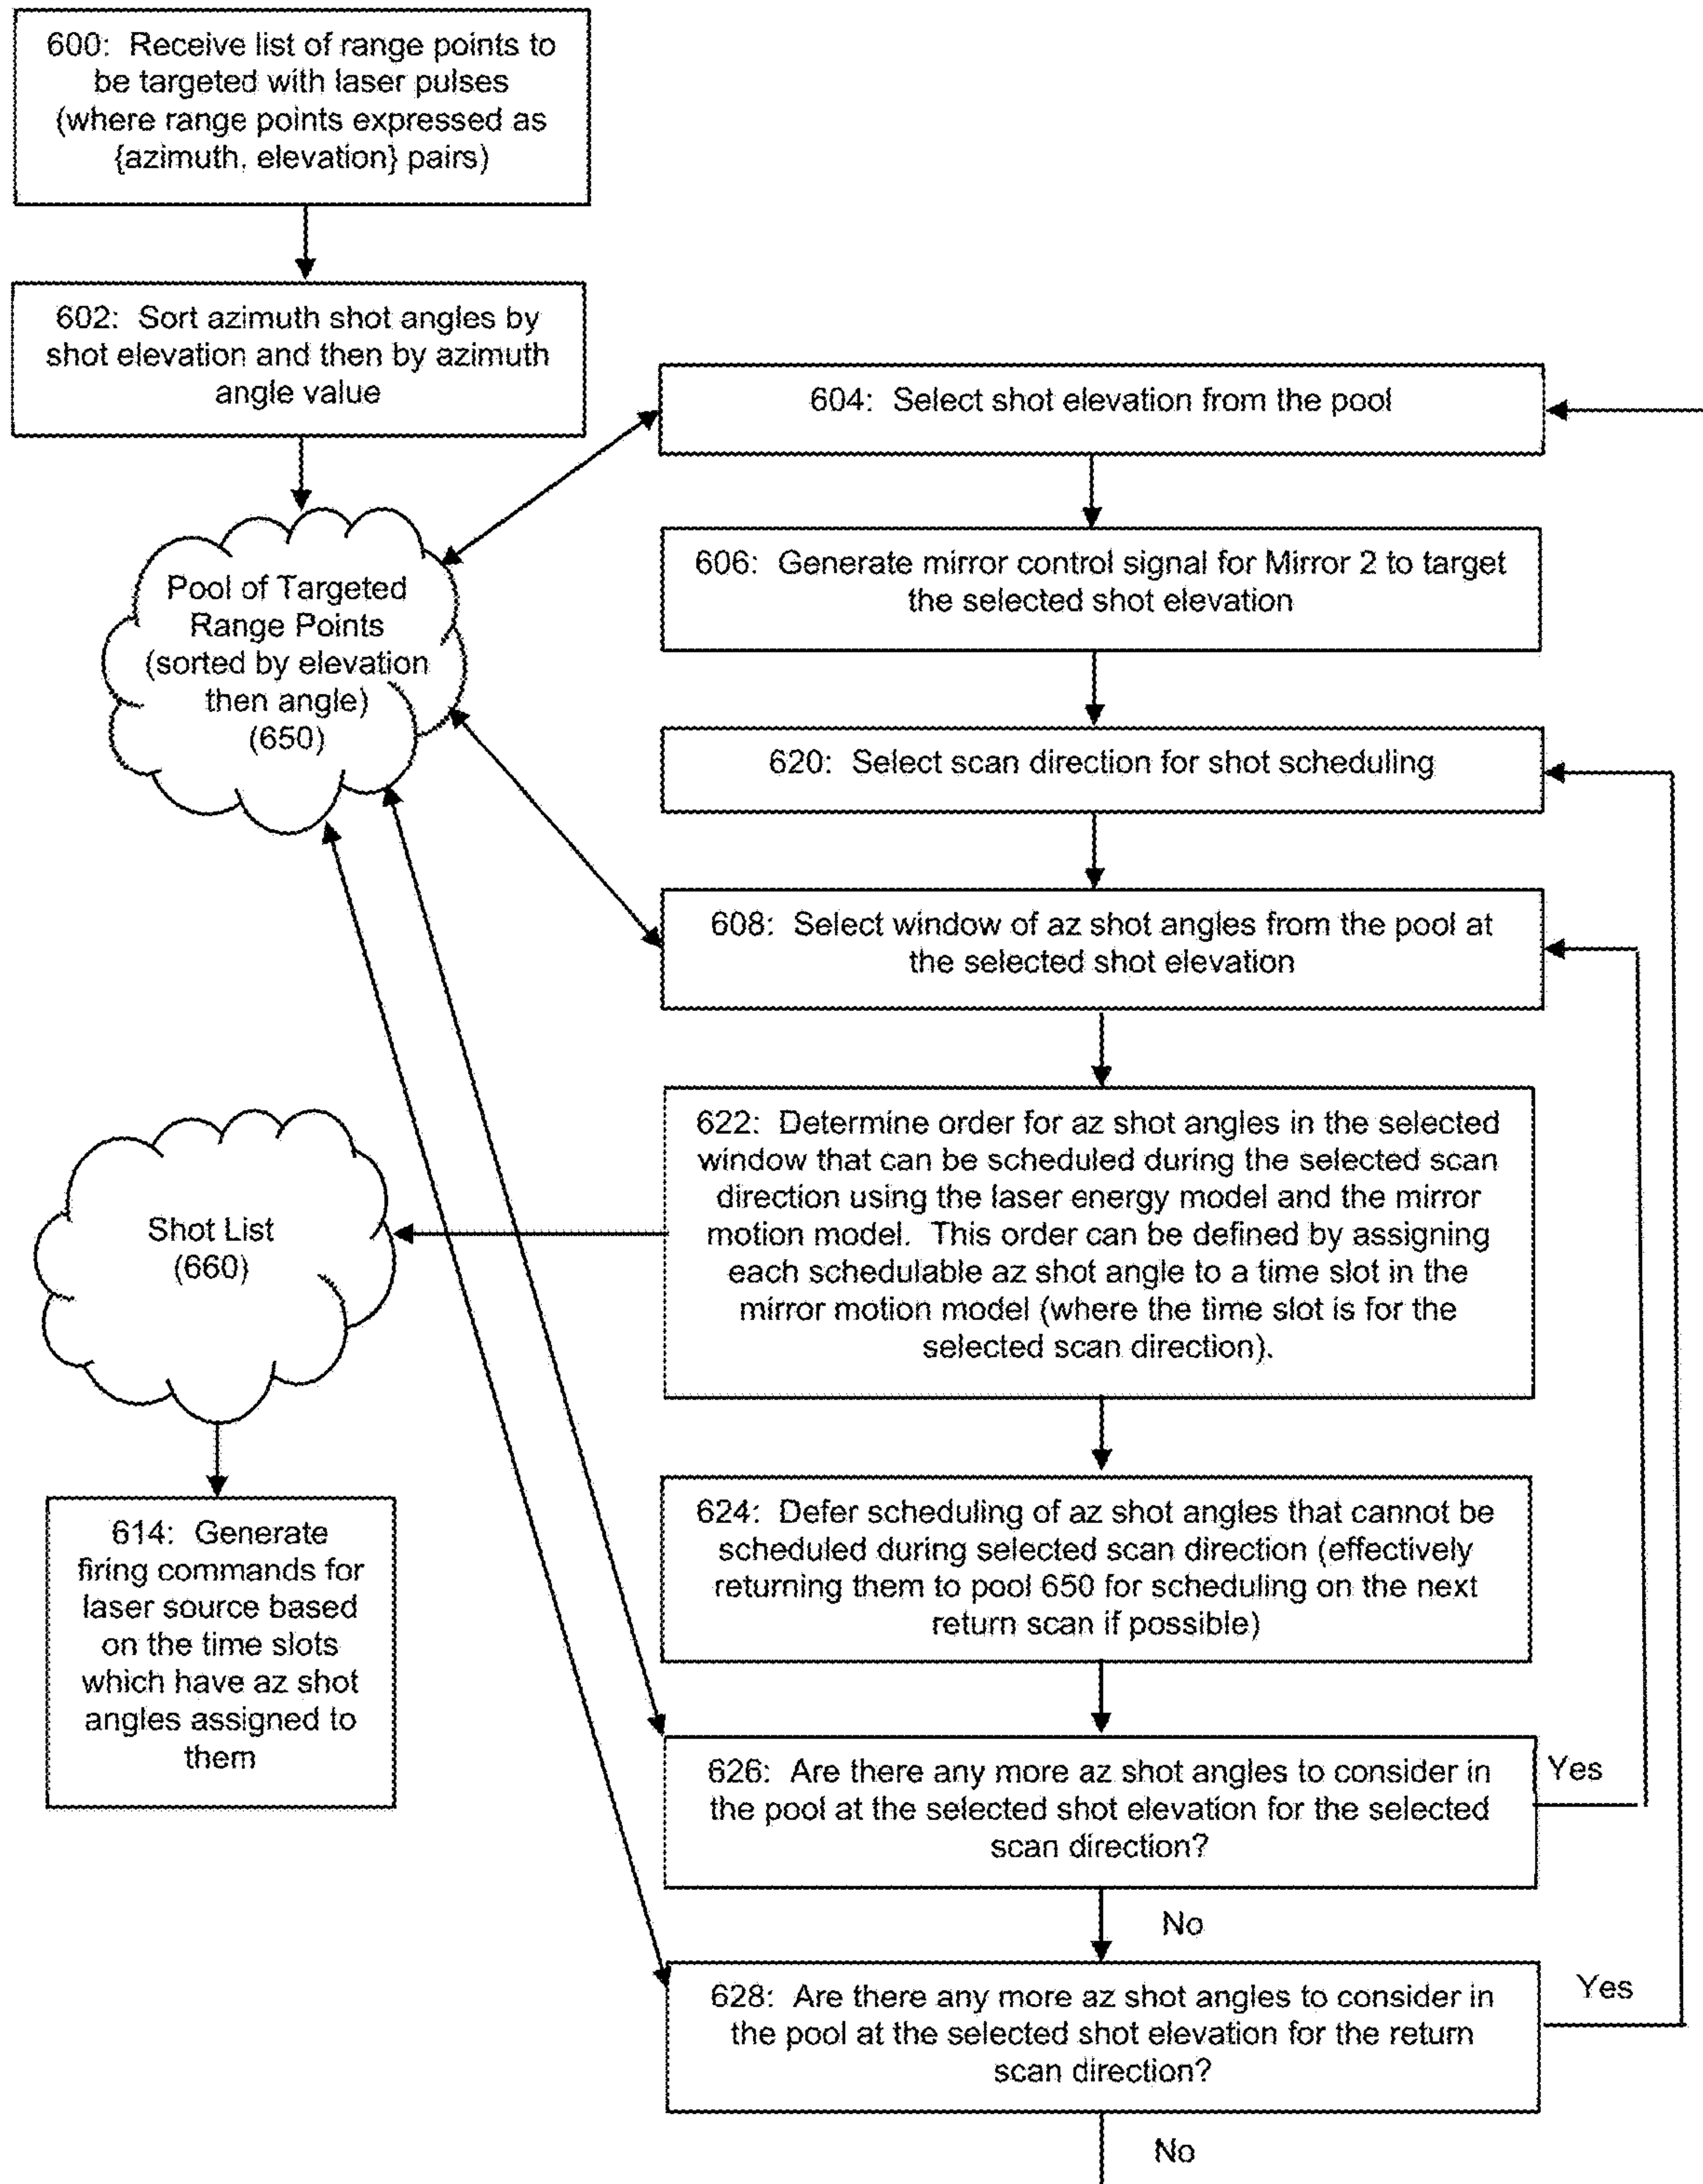 600: Receive list of range points to
be targeted with laser pulses
(where range points expressed as
{azimuth, elevation} pairs)
602: Sort azimuth shot angles by
shot elevation and then by azimuth
angle value
Pool of Targeted
Range Points
(sorted by elevation
then angle)
(650)
604: Select shot elevation from the pool
606: Generate mirror control signal for Mirror 2 to target
the selected shot elevation
620: Select scan direction for shot scheduling
608: Select window of az shot angles from the pool at
the selected shot elevation
622: Determine order for az shot angles in the selected
window that can be scheduled during the selected scan
direction using the laser energy model and the mirror
motion model. This order can be defined by assigning
each schedulable az shot angle to a time slot in the
mirror motion model (where the time slot is for the
selected scan direction).
Shot List
(660)
614: Generate
firing commands for
laser source based
on the time slots
which have az shot
angles assigned to
them
624: Defer scheduling of az shot angles that cannot be
scheduled during selected scan direction (effectively
returning them to pool 650 for scheduling on the next
return scan if possible)
626: Are there any more az shot angles to consider in
the pool at the selected shot elevation for the selected
scan direction?
Yes
No
628: Are there any more az shot angles to consider in
the pool at the selected shot elevation for the return
scan direction?
Yes
No